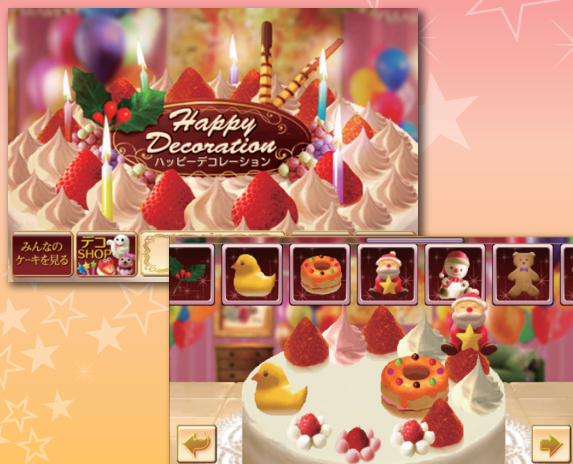 Happy
Decoration
ハッピーデコレーション
みんなの
ケーキを見る
デコ
SHOP